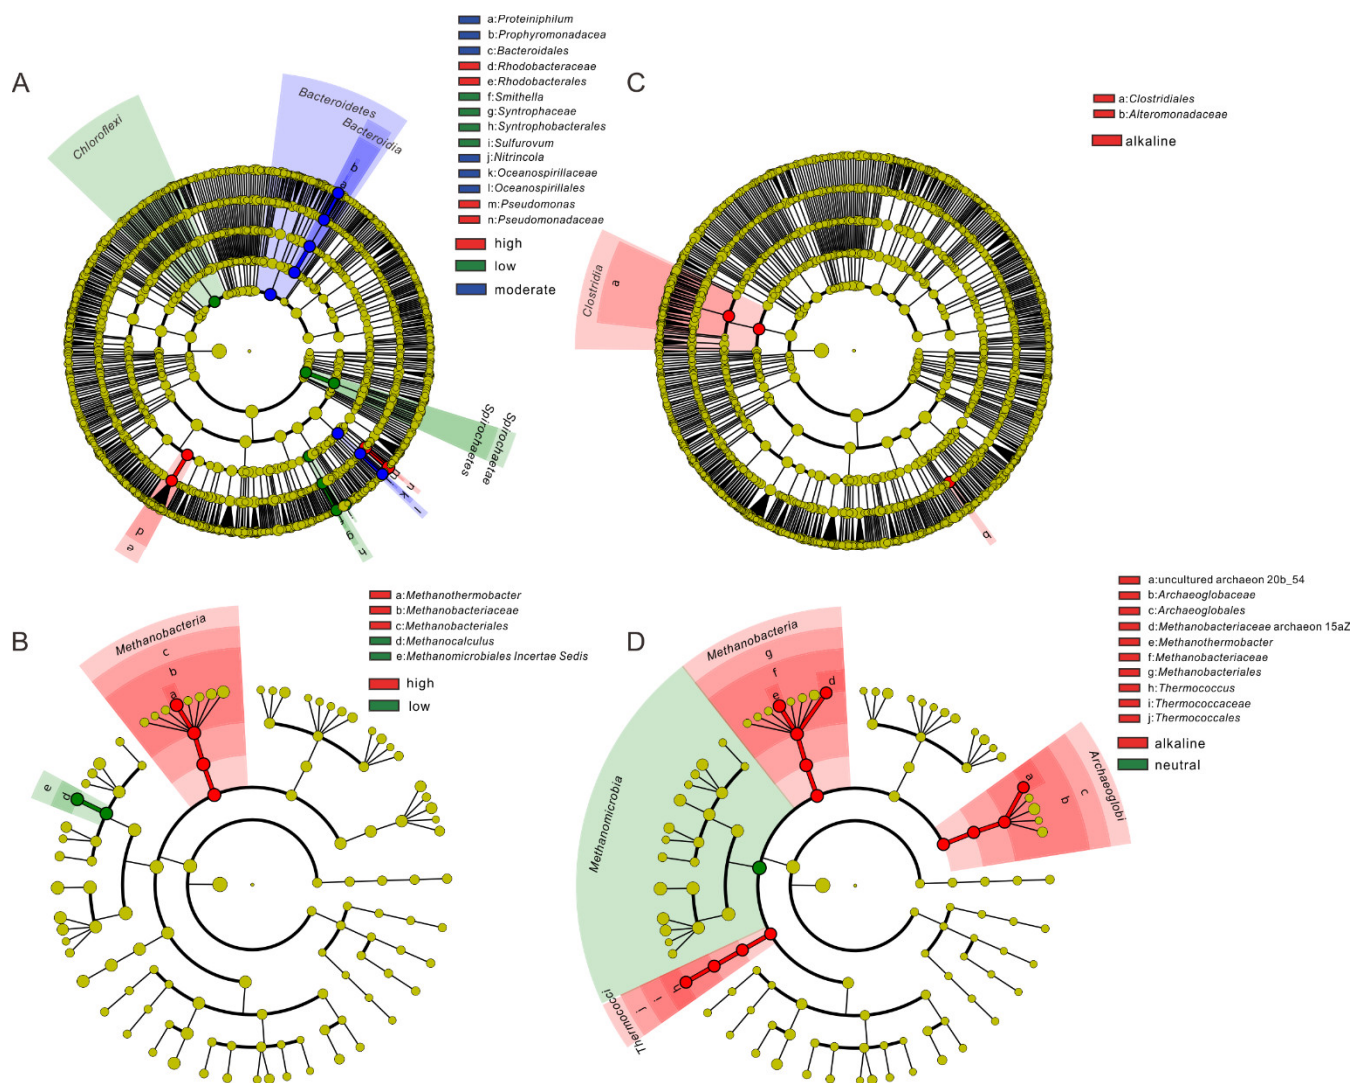 A
Chloroflexi
Bacteroidetes
Bacteroidia
b
a
Spirochaetes
Spirochaetae
n
k
l
g
h
d
e
a:Proteiniphilum
b:Prophyromonadacea
c:Bacteroidales
d:Rhodobacteraceae
e:Rhodobacterales
f:Smithella
g:Syntrophaceae
h:Syntrophobacterales
i:Sulfurovum
j:Nitrincola
k:Oceanospirillaceae
l:Oceanospirillales
m:Pseudomonas
n:Pseudomonadaceae
high
low
moderate
C
Clostridia
a
b
a:Clostridiales
b:Alteromonadaceae
alkaline
B
Methanobacteria
c
b
a
e
d
a:Methanothermobacter
b:Methanobacteriaceae
c:Methanobacteriales
d:Methanocalculus
e:Methanomicrobiales Incertae Sedis
high
low
D
Methanobacteria
g
f
e
d
Methanomicrobia
Archaeoglobi
a
b
c
Thermococci
j
i
h
a:uncultured archaeon 20b_54
b:Archaeoglobaceae
c:Archaeoglobales
d:Methanobacteriaceae archaeon 15aZ
e:Methanothermobacter
f:Methanobacteriaceae
g:Methanobacteriales
h:Thermococcus
i:Thermococcaceae
j:Thermococcales
alkaline
neutral